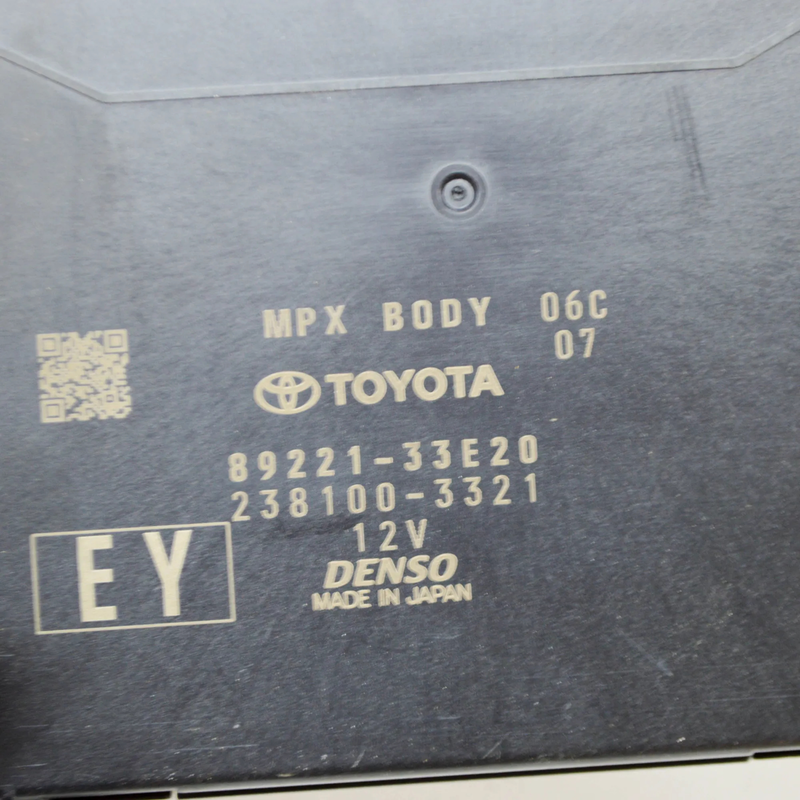 MPX BODY 06C
07
TOYOTA
89221-33E20
238100-3321
12V
EY
DENSO
MADE IN JAPAN